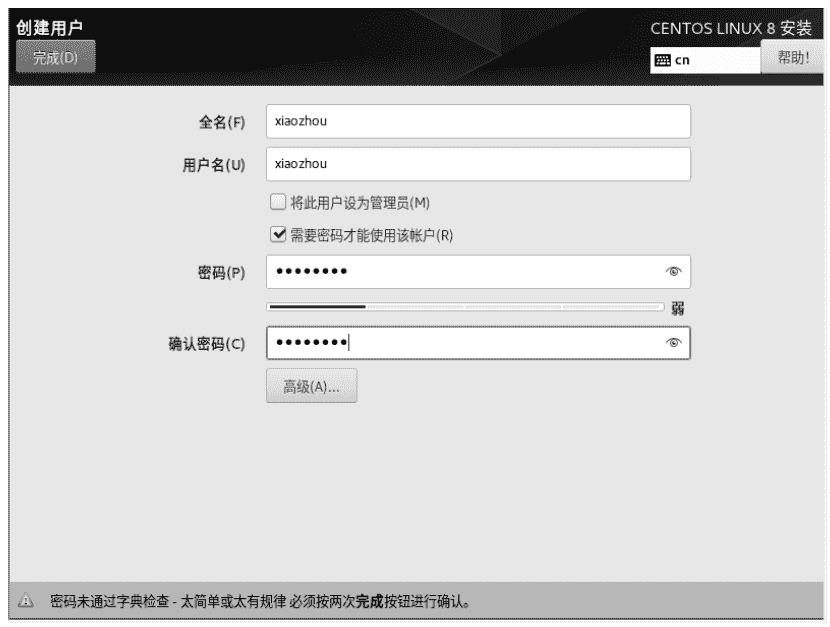 创建用户
CENTOS LINUX 8 安装
完成(D)
cn
帮助!
全名(F)
xiaozhou
用户名(U)
xiaozhou
将此用户设为管理员(M)
需要密码才能使用该帐户(R)
密码(P)
●●●●●●●●
弱
确认密码(C)
●●●●●●●●
高级(A)...
密码未通过字典检查 - 太简单或太有规律 必须按两次完成按钮进行确认。